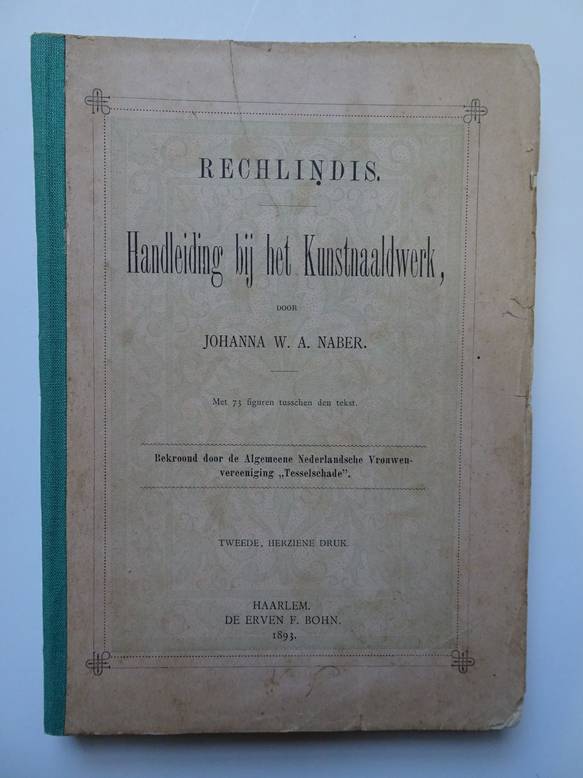 RECHLINDIS.
Handleiding bij het Kunstnaaldwerk,
DOOR
JOHANNA W. A. NABER.
Met 73 figuren tusschen den tekst.
Bekroond door de Algemeene Nederlandsche Vrouwen-
vereeniging „Tesselschade".
TWEEDE, HERZIENE DRUK.
HAARLEM.
DE ERVEN F. BOHN.
1893.